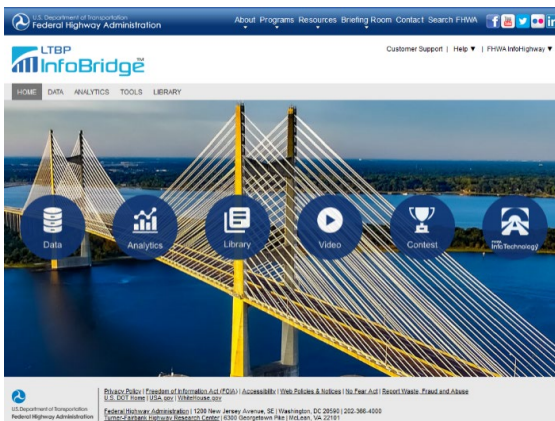 U.S. Department of Transportation
Federal Highway Administration
About Programs Resources Briefing Room Contact Search FHWA
LTBP
InfoBridge
Customer Support | Help ▼ | FHWA InfoHighway ▼
HOME DATA ANALYTICS TOOLS LIBRARY
Data
Analytics
Library
Video
Contest
InfoTechnology
Privacy Policy | Freedom of Information Act (FOIA) | Accessibility | Web Policies & Notices | No Fear Act | Report Waste, Fraud and Abuse
U.S. DOT Home | USA.gov | WhiteHouse.gov
U.S. Department of Transportation
Federal Highway Administration
Federal Highway Administration | 1200 New Jersey Avenue, SE | Washington, DC 20590 | 202-366-4000
Turner-Fairbank Highway Research Center | 6300 Georgetown Pike | McLean, VA 22101